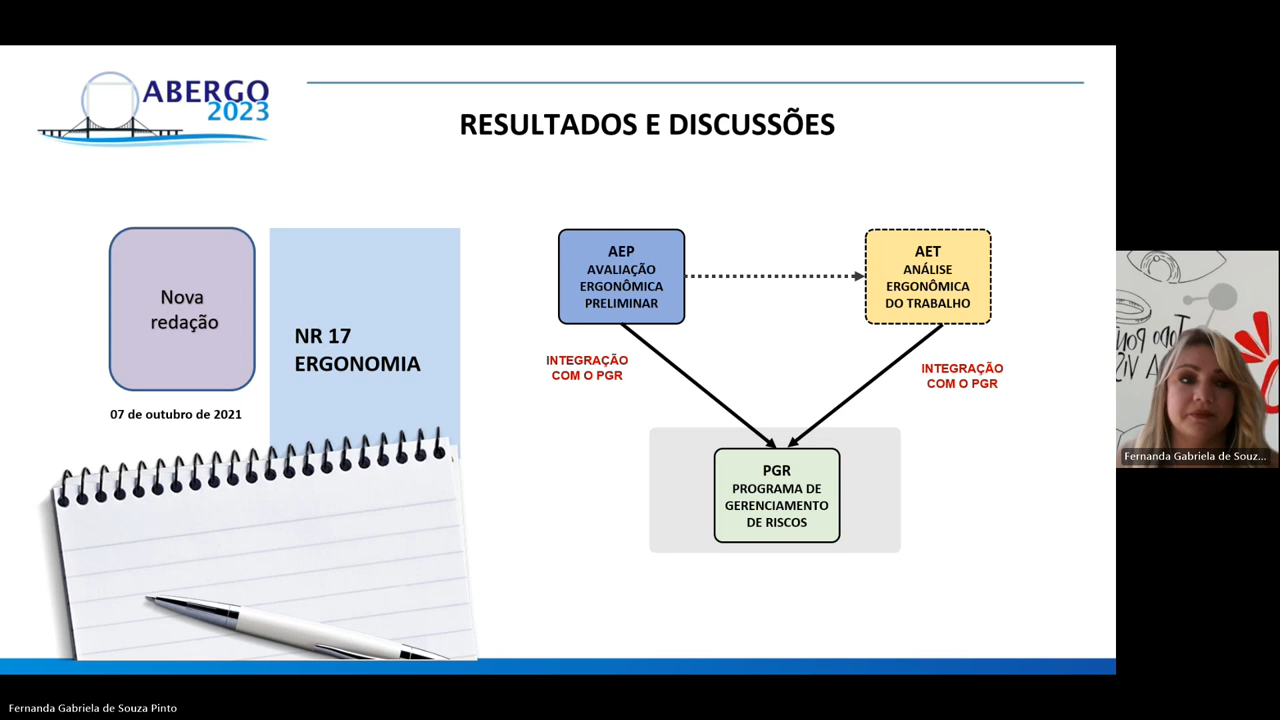 ABERGO
2023
RESULTADOS E DISCUSSÕES
Nova
redação
07 de outubro de 2021
NR 17
ERGONOMIA
AEP
AVALIAÇÃO
ERGONÔMICA
PRELIMINAR
AET
ANÁLISE
ERGONÔMICA
DO TRABALHO
INTEGRAÇÃO
COM O PGR
INTEGRAÇÃO
COM O PGR
PGR
PROGRAMA DE
GERENCIAMENTO
DE RISCOS
Fernanda Gabriela de Souz...
Fernanda Gabriela de Souza Pinto